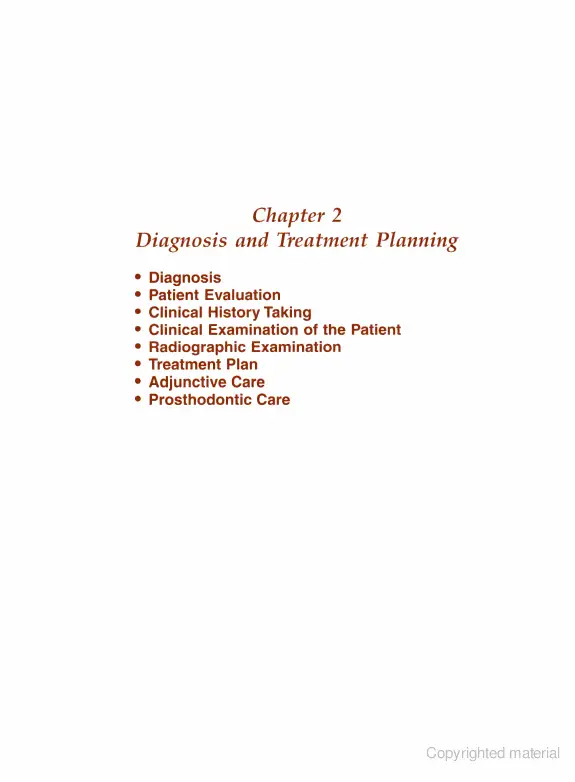 Chapter 2
Diagnosis and Treatment Planning
• Diagnosis
• Patient Evaluation
• Clinical History Taking
• Clinical Examination of the Patient
• Radiographic Examination
• Treatment Plan
• Adjunctive Care
• Prosthodontic Care
Copyrighted material